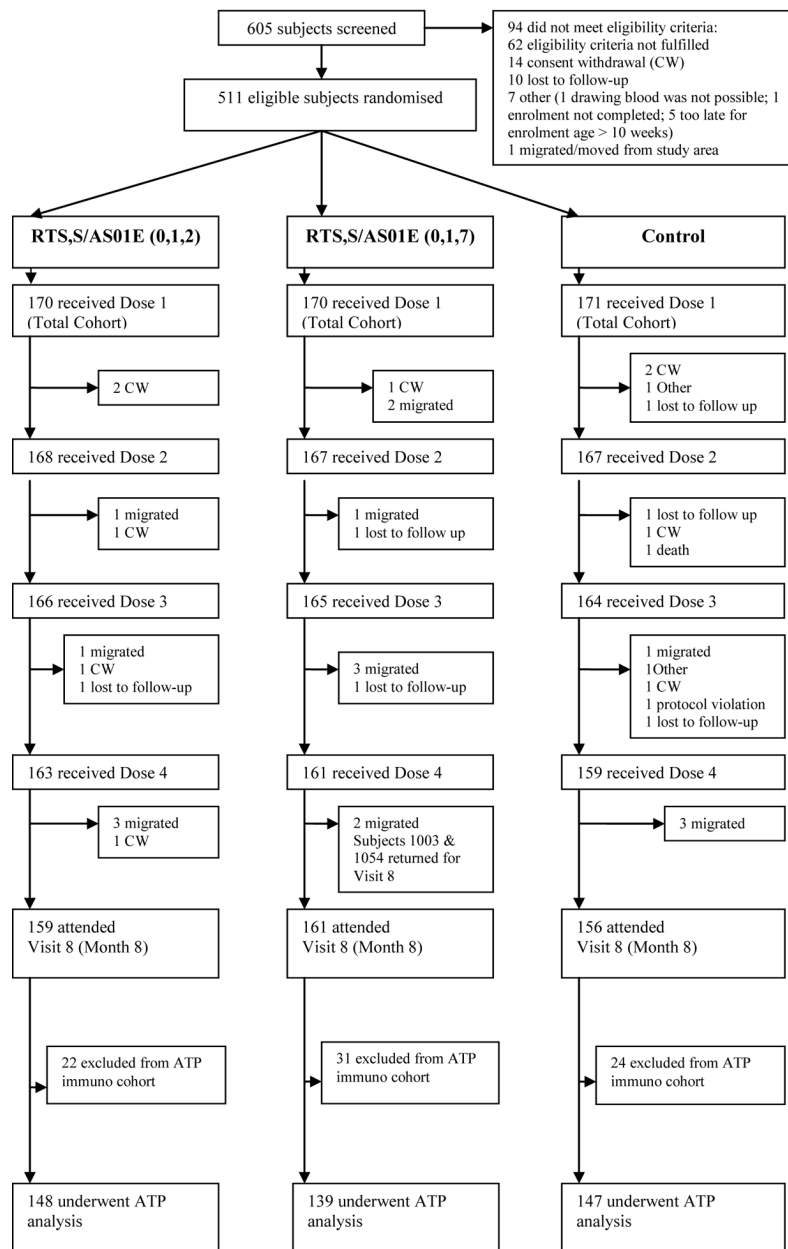 605 subjects screened
94 did not meet eligibility criteria:
62 eligibility criteria not fulfilled
14 consent withdrawal (CW)
10 lost to follow-up
7 other (1 drawing blood was not possible; 1
enrolment not completed; 5 too late for
enrolment age > 10 weeks)
1 migrated/moved from study area
511 eligible subjects randomised
RTS,S/AS01E (0,1,2)
RTS,S/AS01E (0,1,7)
Control
170 received Dose 1
(Total Cohort)
170 received Dose 1
(Total Cohort)
171 received Dose 1
(Total Cohort)
2 CW
1 CW
2 migrated
2 CW
1 Other
1 lost to follow up
168 received Dose 2
167 received Dose 2
167 received Dose 2
1 migrated
1 CW
1 migrated
1 lost to follow up
1 lost to follow up
1 CW
1 death
166 received Dose 3
165 received Dose 3
164 received Dose 3
1 migrated
1 CW
1 lost to follow-up
3 migrated
1 lost to follow-up
1 migrated
1Other
1 CW
1 protocol violation
1 lost to follow-up
163 received Dose 4
161 received Dose 4
159 received Dose 4
3 migrated
1 CW
2 migrated
Subjects 1003 &
1054 returned for
Visit 8
3 migrated
159 attended
Visit 8 (Month 8)
161 attended
Visit 8 (Month 8)
156 attended
Visit 8 (Month 8)
22 excluded from ATP
immuno cohort
31 excluded from ATP
immuno cohort
24 excluded from ATP
immuno cohort
148 underwent ATP
analysis
139 underwent ATP
analysis
147 underwent ATP
analysis